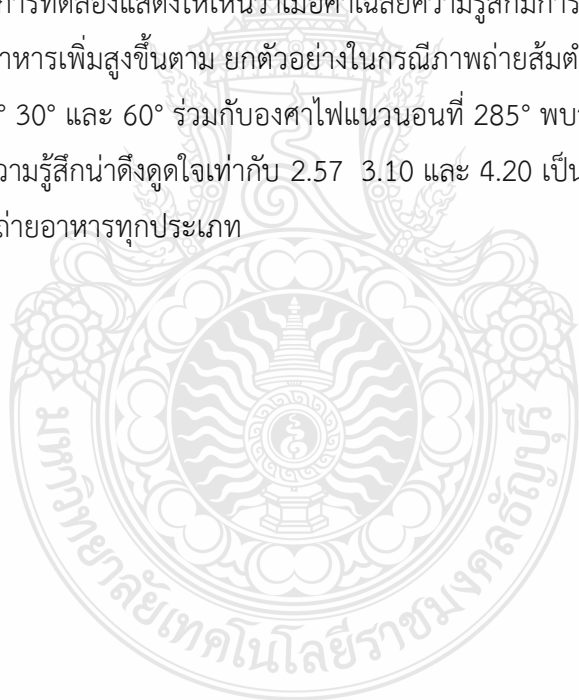 การทดลองแสดงให้เห็นว่าเมื่อค่าเฉลี่ยความรู้สึกมีการ
าหารเพิ่มสูงขึ้นตาม ยกตัวอย่างในกรณีภาพถ่ายส้มตำ
° 30° และ 60° ร่วมกับองศาไฟแนวนอนที่ 285° พบ
วามรู้สึกน่าดึงดูดใจเท่ากับ 2.57 3.10 และ 4.20 เป็น
ถ่ายอาหารทุกประเภท
มหาวิทยาลัยเทคโนโลยีราชมงคลธัญบุรี